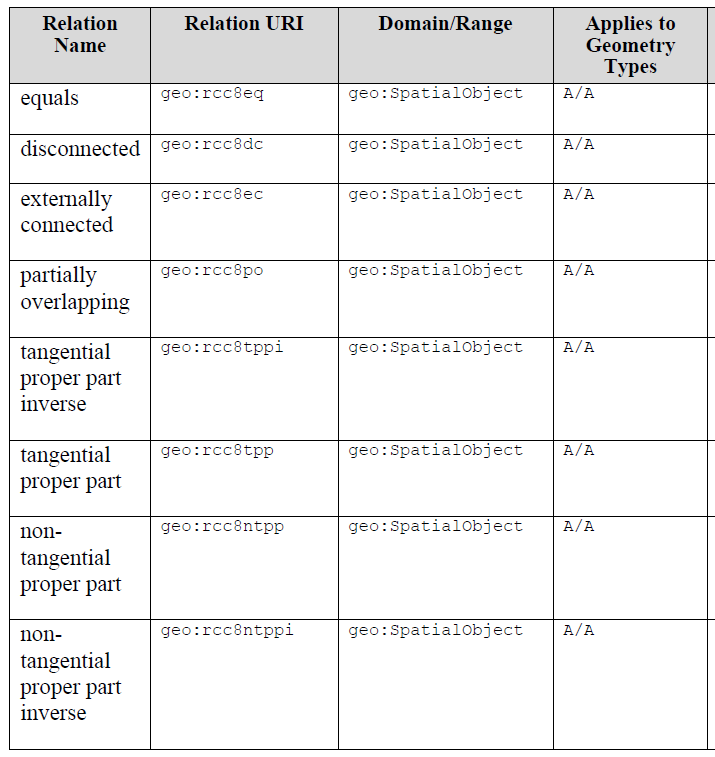 Relation Name Relation URI Domain/Range Applies to Geometry Types
equals geo:rcc8eq geo:SpatialObject A/A
disconnected geo:rcc8dc geo:SpatialObject A/A
externally connected geo:rcc8ec geo:SpatialObject A/A
partially overlapping geo:rcc8po geo:SpatialObject A/A
tangential proper part inverse geo:rcc8tppi geo:SpatialObject A/A
tangential proper part geo:rcc8tpp geo:SpatialObject A/A
non-tangential proper part geo:rcc8ntpp geo:SpatialObject A/A
non-tangential proper part inverse geo:rcc8ntppi geo:SpatialObject A/A